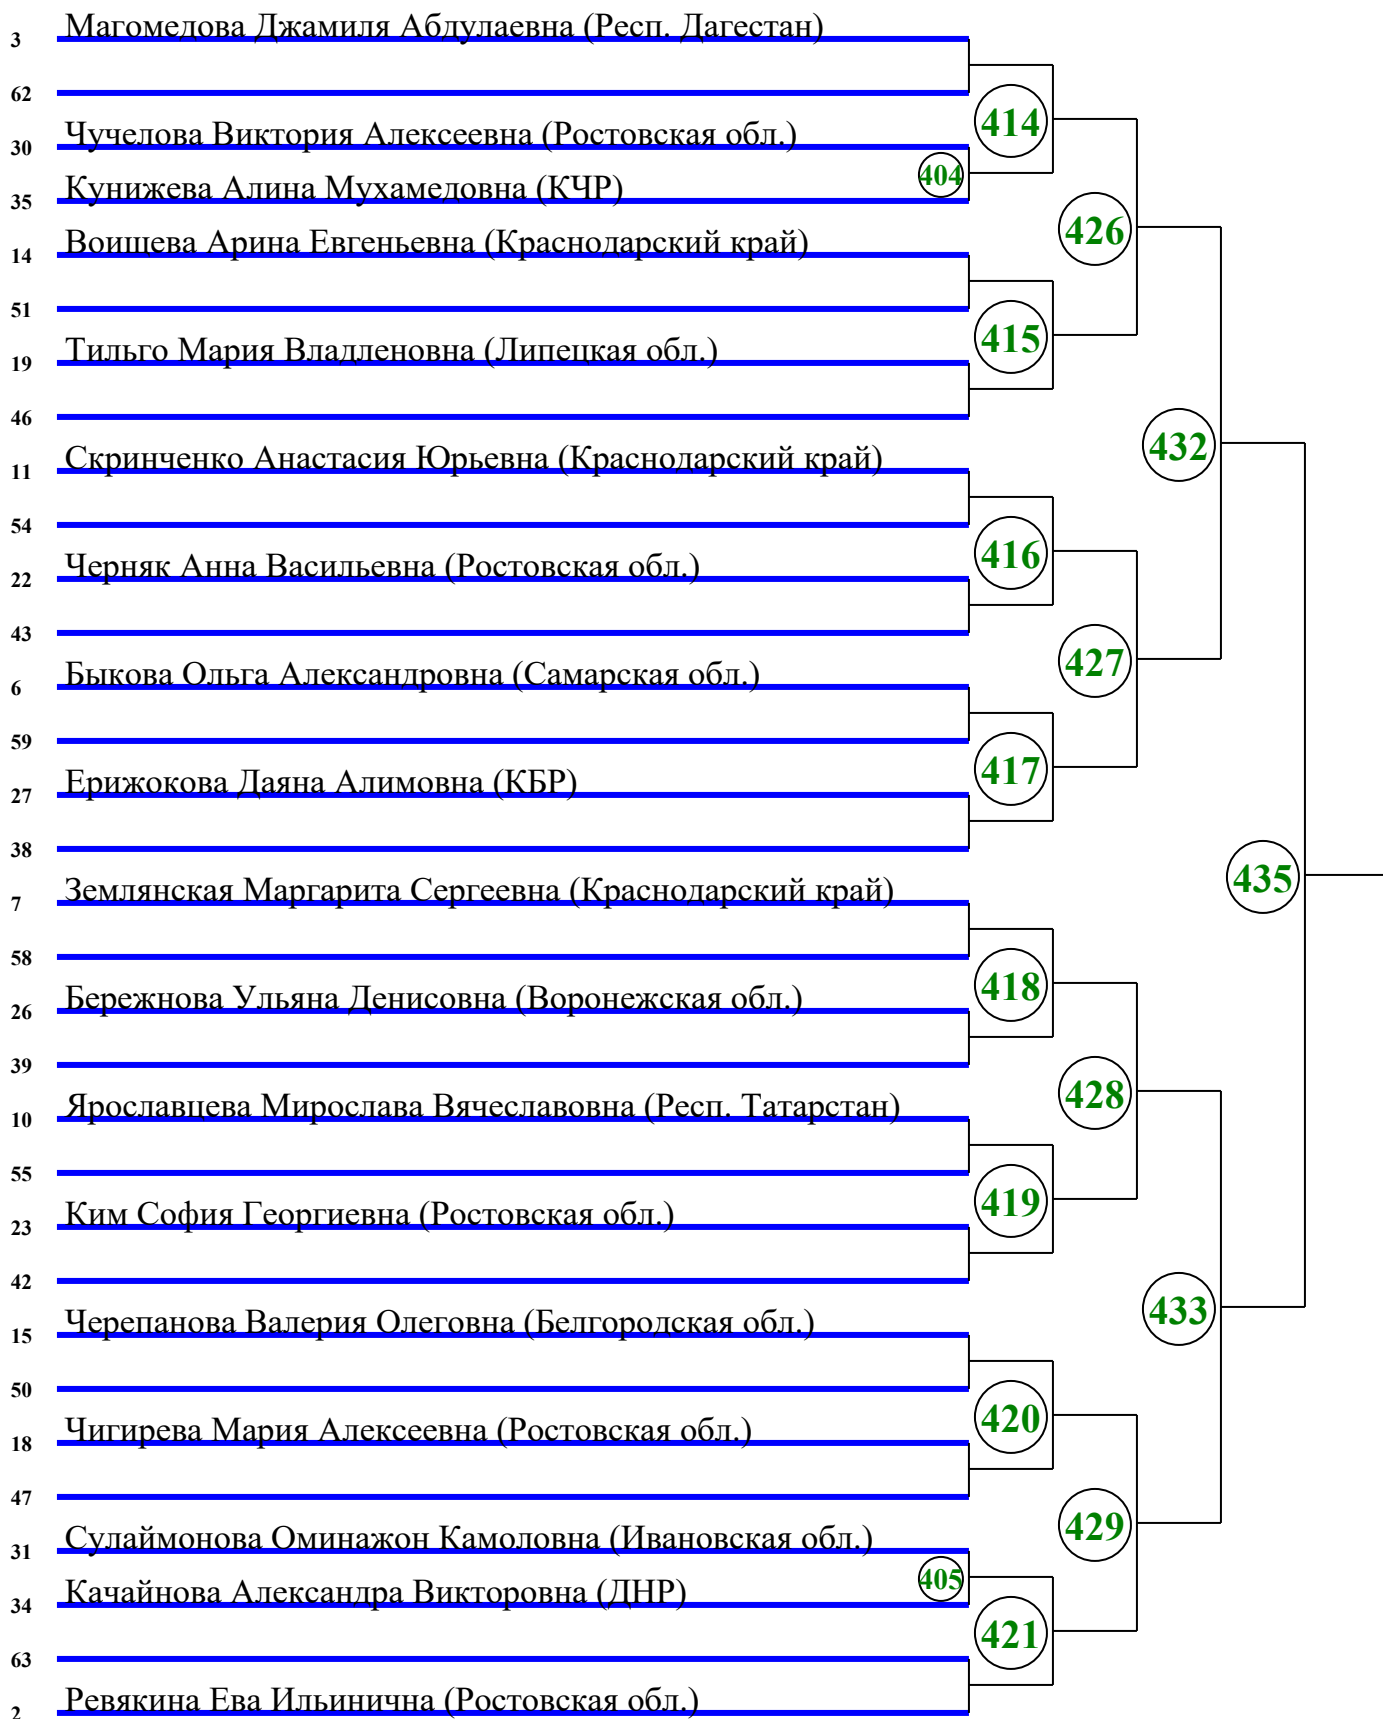 3 Магомедова Джамиля Абдулаевна (Респ. Дагестан)
62
414
30 Чучелова Виктория Алексеевна (Ростовская обл.)
404
35 Кунижева Алина Мухамедовна (КЧР)
426
14 Воищева Арина Евгеньевна (Краснодарский край)
51
415
19 Тильго Мария Владленовна (Липецкая обл.)
46
432
11 Скринченко Анастасия Юрьевна (Краснодарский край)
54
416
22 Черняк Анна Васильевна (Ростовская обл.)
43
427
6 Быкова Ольга Александровна (Самарская обл.)
59
417
27 Ерижокова Даяна Алимовна (КБР)
38
435
7 Землянская Маргарита Сергеевна (Краснодарский край)
58
418
26 Бережнова Ульяна Денисовна (Воронежская обл.)
39
428
10 Ярославцева Мирослава Вячеславовна (Респ. Татарстан)
55
419
23 Ким София Георгиевна (Ростовская обл.)
42
433
15 Черепанова Валерия Олеговна (Белгородская обл.)
50
420
18 Чигирева Мария Алексеевна (Ростовская обл.)
47
429
31 Сулаймонова Оминажон Камоловна (Ивановская обл.)
405
34 Качайнова Александра Викторовна (ДНР)
421
63
2 Ревякина Ева Ильинична (Ростовская обл.)